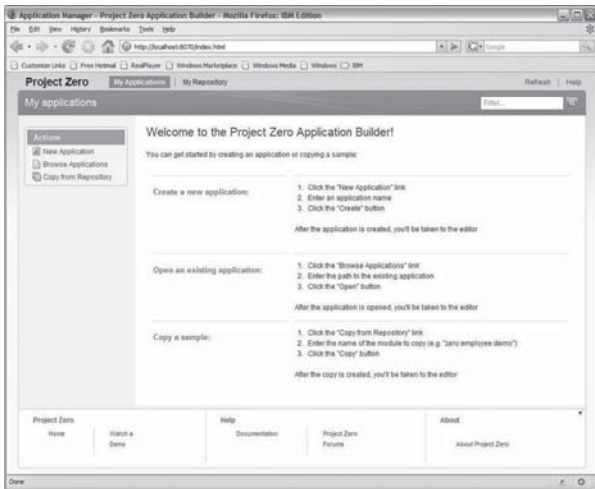 Application Manager - Project Zero Application Builder - Mozilla Firefox: IBM Edition
File Edit View History Bookmarks Tools Help
http://localhost:8070/index.html
Google
Customize Links Free Hotmail RealPlayer Windows Marketplace Windows Media Windows IBM
Project Zero My Applications | My Repository Refresh | Help
My applications Filter...
Actions
New Application
Browse Applications
Copy from Repository
Welcome to the Project Zero Application Builder!
You can get started by creating an application or copying a sample:
Create a new application:
1. Click the "New Application" link
2. Enter an application name
3. Click the "Create" button
After the application is created, you'll be taken to the editor
Open an existing application:
1. Click the "Browse Applications" link
2. Enter the path to the existing application
3. Click the "Open" button
After the application is opened, you'll be taken to the editor
Copy a sample:
1. Click the "Copy from Repository" link
2. Enter the name of the module to copy (e.g. "zero.employee.demo")
3. Click the "Copy" button
After the copy is created, you'll be taken to the editor
Project Zero
Home
Watch a
Demo
Help
Documentation
Project Zero
Forums
About
About Project Zero
Done